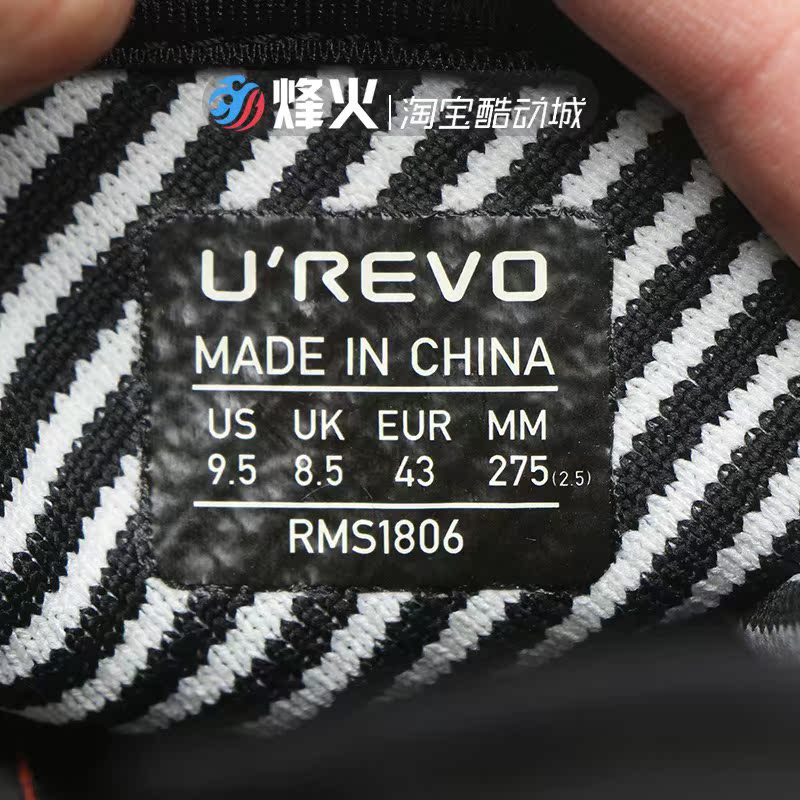 烽火 | 淘宝酷动城
U'REVO
MADE IN CHINA
US UK EUR MM
9.5 8.5 43 275(2.5)
RMS1806